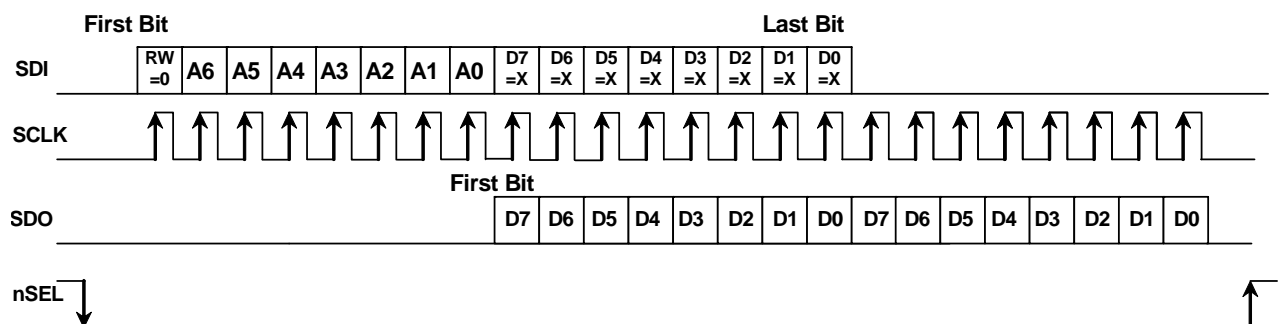 First Bit Last Bit
SDI RW =0 A6 A5 A4 A3 A2 A1 A0 D7 =X D6 =X D5 =X D4 =X D3 =X D2 =X D1 =X D0 =X
SCLK
First Bit
SDO D7 D6 D5 D4 D3 D2 D1 D0 D7 D6 D5 D4 D3 D2 D1 D0
nSEL